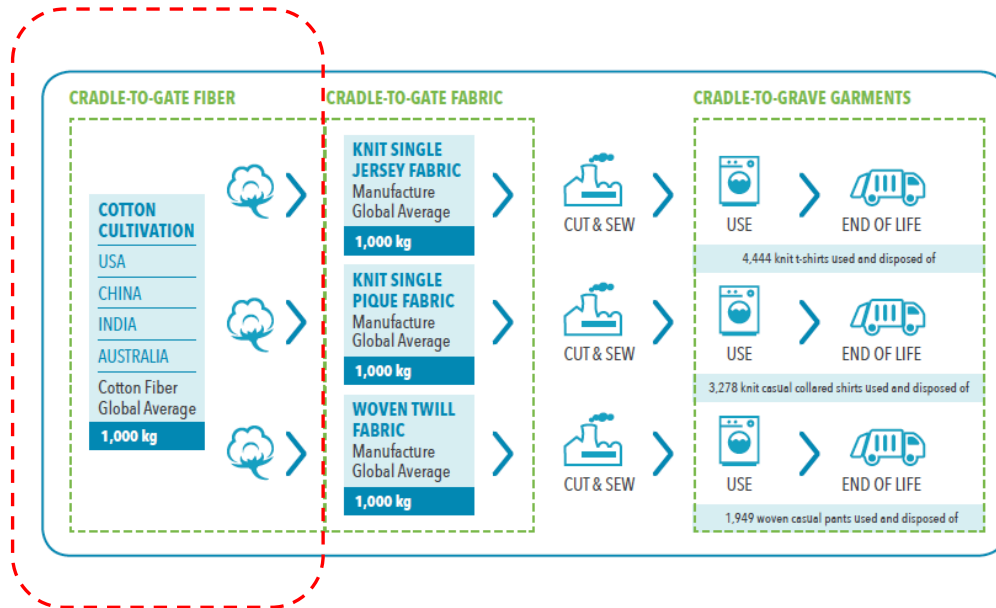 CRADLE-TO-GATE FIBER
COTTON
CULTIVATION
USA
CHINA
INDIA
AUSTRALIA
Cotton Fiber
Global Average
1,000 kg
CRADLE-TO-GATE FABRIC
KNIT SINGLE
JERSEY FABRIC
Manufacture
Global Average
1,000 kg
KNIT SINGLE
PIQUE FABRIC
Manufacture
Global Average
1,000 kg
WOVEN TWILL
FABRIC
Manufacture
Global Average
1,000 kg
CUT & SEW
CUT & SEW
CUT & SEW
CRADLE-TO-GRAVE GARMENTS
USE
END OF LIFE
4,444 knit t-shirts used and disposed of
USE
END OF LIFE
3,278 knit casual collared shirts used and disposed of
USE
END OF LIFE
1,949 woven casual pants used and disposed of